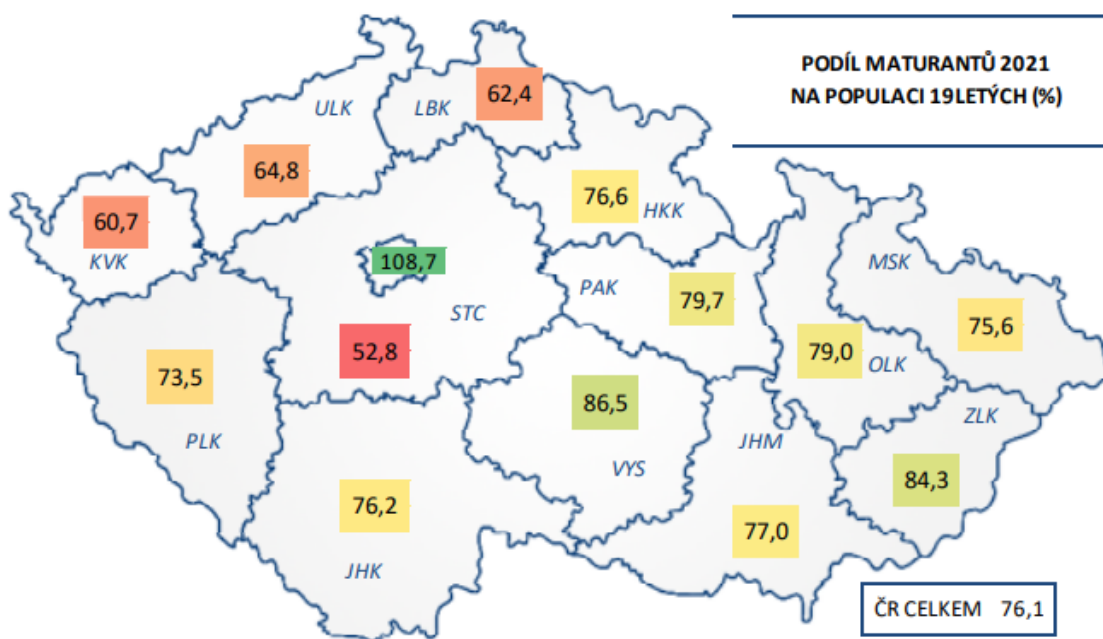 PODÍL MATURANTŮ 2021
NA POPULACI 19LETÝCH (%)
ULK
LBK
62,4
64,8
76,6
HKK
60,7
KVK
108,7
STC
PAK
79,7
MSK
75,6
52,8
73,5
PLK
79,0
OLK
86,5
VYS
JHM
ZLK
84,3
76,2
JHK
77,0
ČR CELKEM 76,1